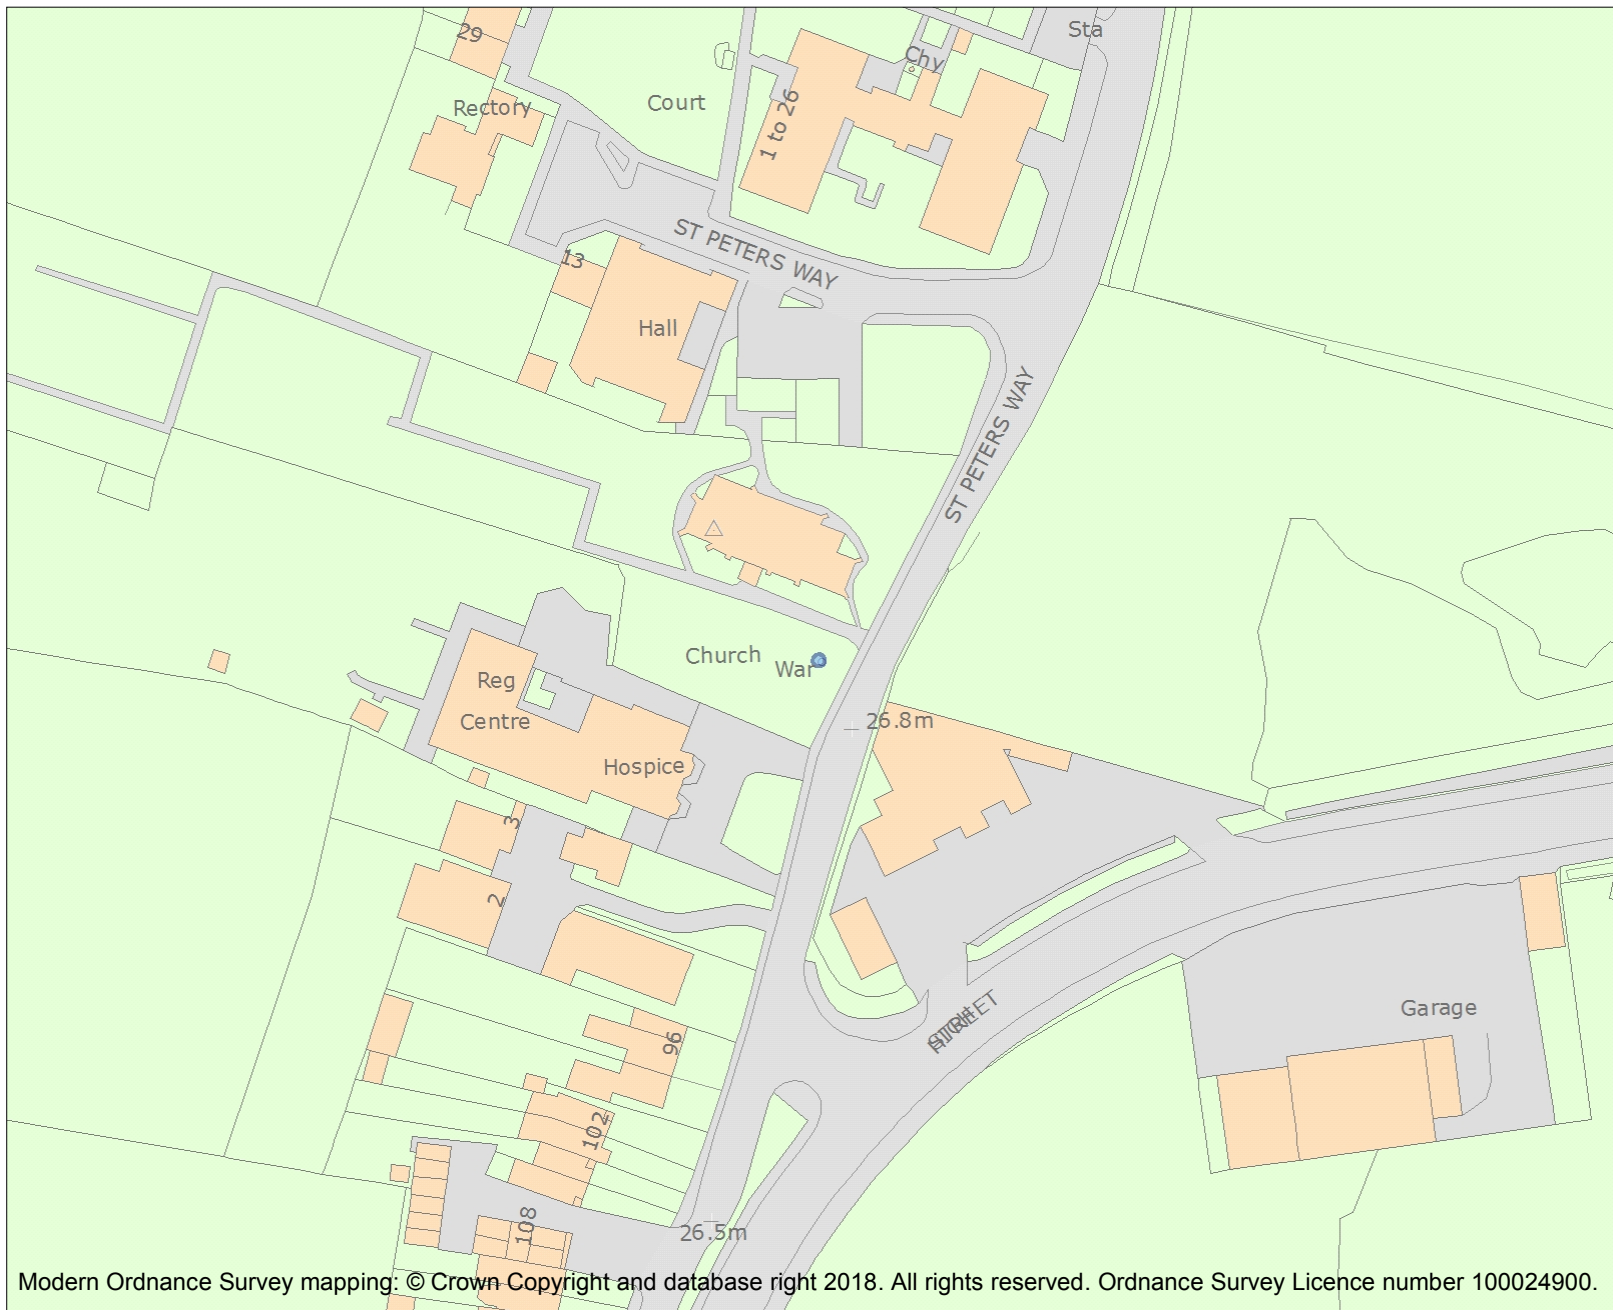 Sta
29
Chy
Court
Rectory
1 to 26
ST PETERS WAY
13
Hall
ST PETERS WAY
Church
War
Reg
Centre
26.8m
Hospice
3
2
STREET
HIGH
Garage
96
102
108
26.5m
Modern Ordnance Survey mapping: © Crown Copyright and database right 2018. All rights reserved. Ordnance Survey Licence number 100024900.